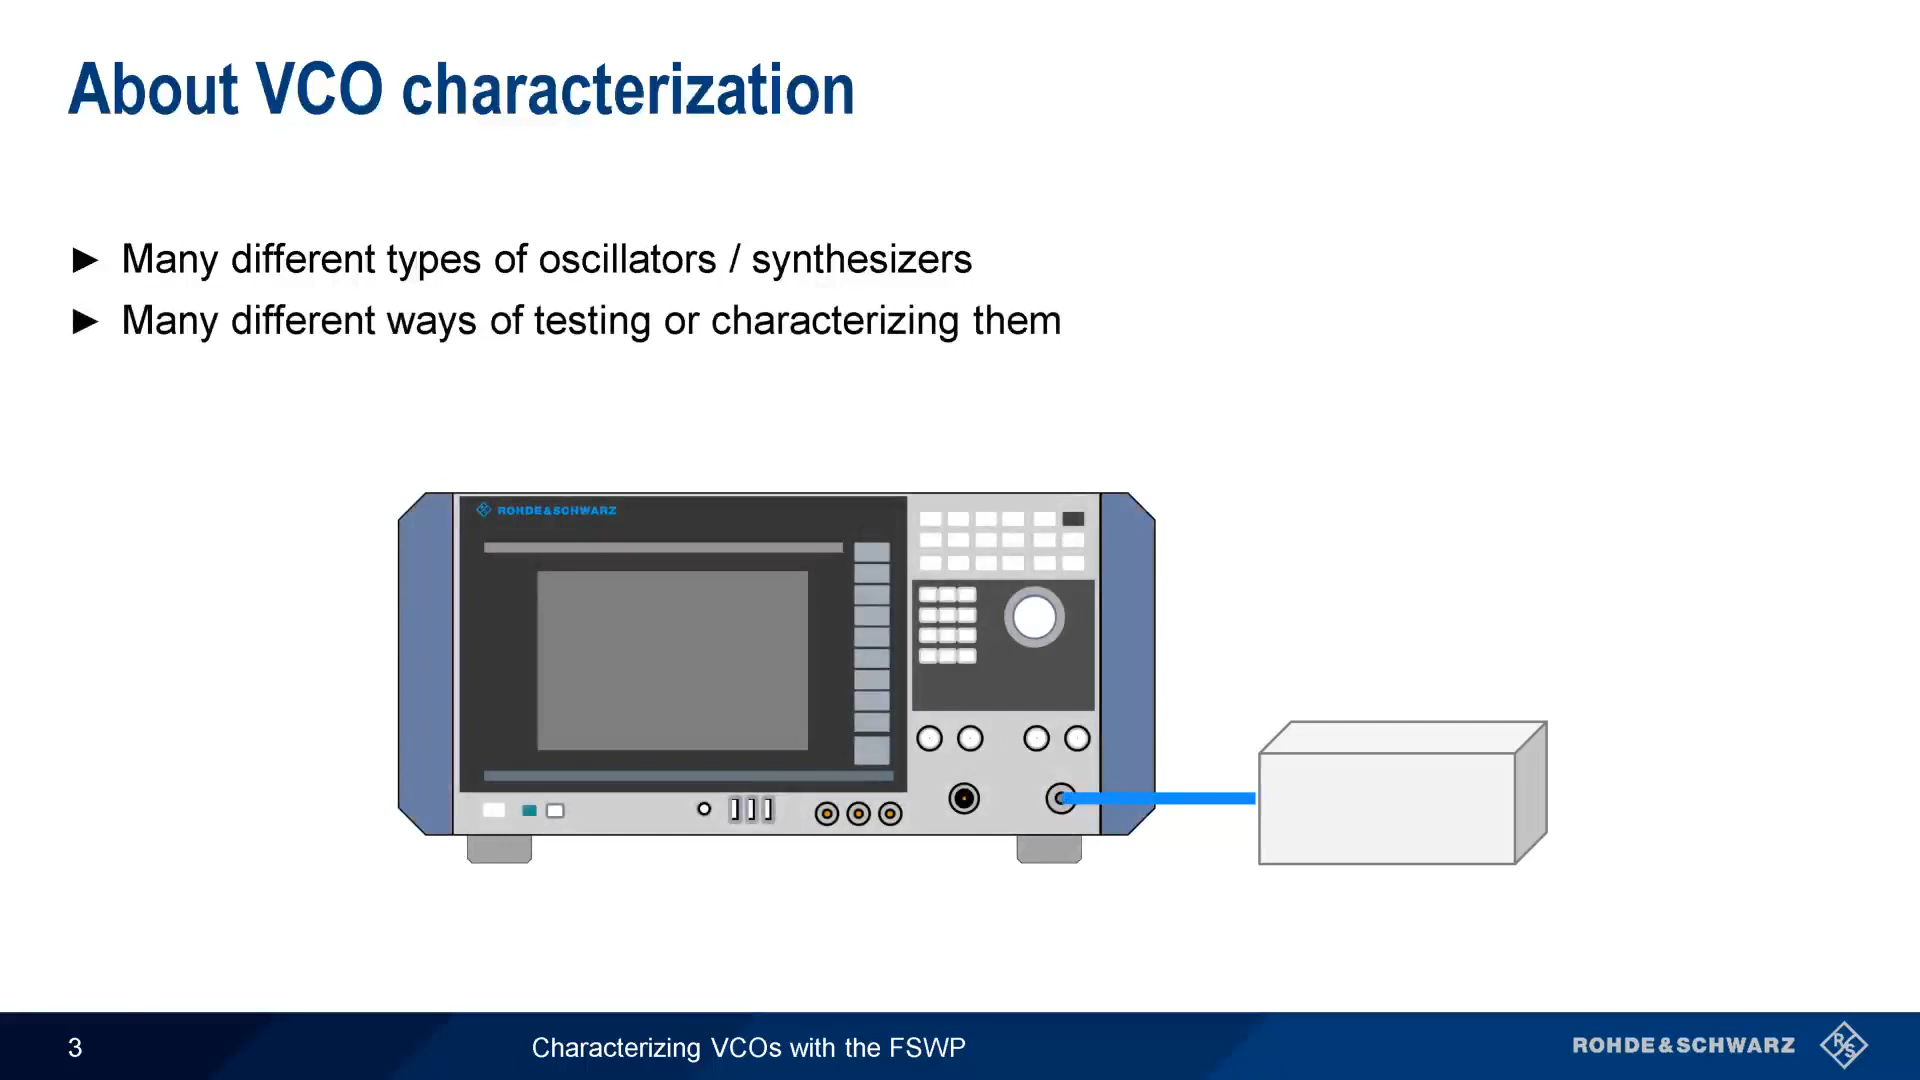 About VCO characterization
► Many different types of oscillators / synthesizers
► Many different ways of testing or characterizing them
ROHDE&SCHWARZ
3
Characterizing VCOs with the FSWP
ROHDE&SCHWARZ
R&S